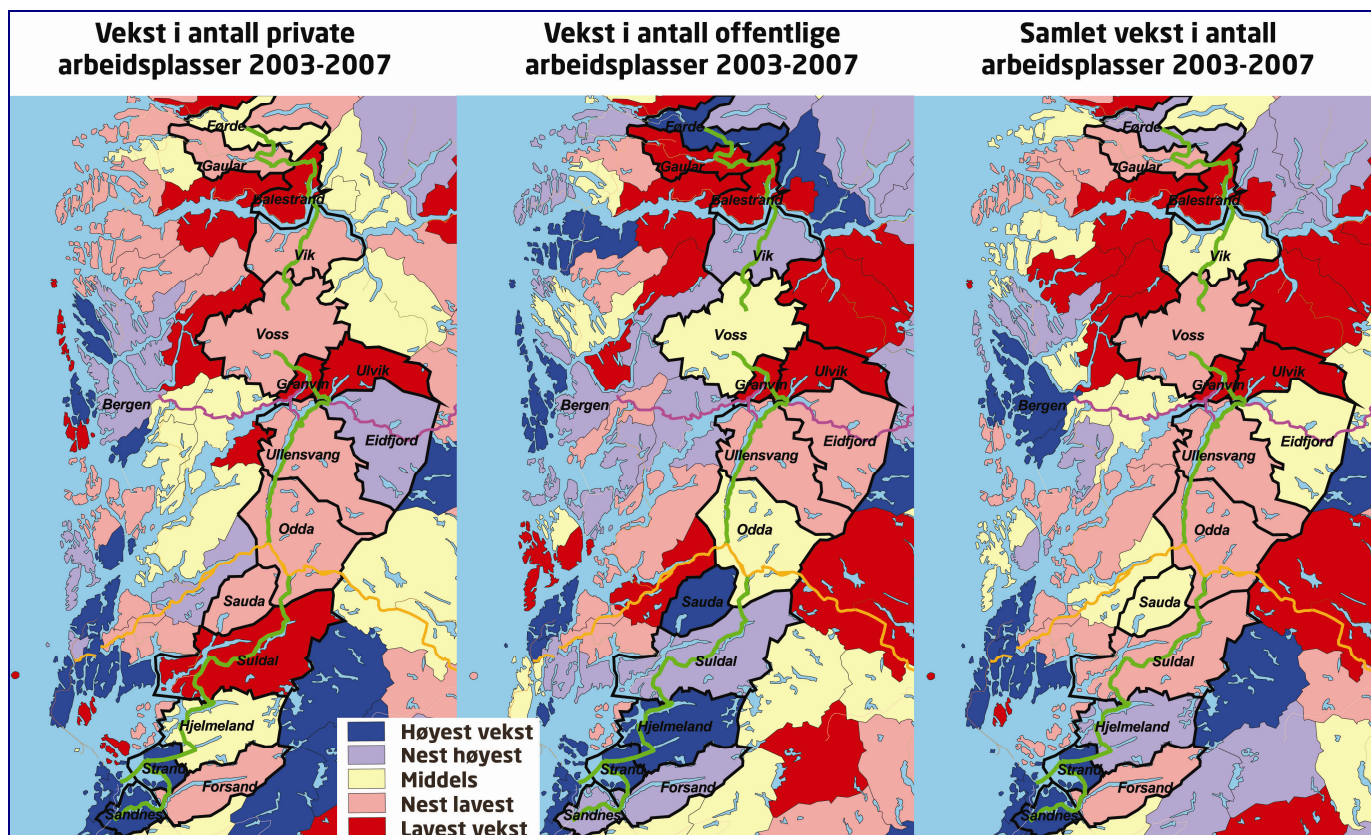 Vekst i antall private
arbeidsplasser 2003-2007
Førde
Gaular
Balestrand
Vik
Voss
Granvin
Ulvik
Bergen
Eidfjord
Ullensvang
Odda
Sauda
Suldal
Hjelmeland
Strand
Forsand
Sandnes
Vekst i antall offentlige
arbeidsplasser 2003-2007
Førde
Gaular
Balestrand
Vik
Voss
Granvin
Ulvik
Bergen
Eidfjord
Ullensvang
Odda
Sauda
Suldal
Hjelmeland
Strand
Forsand
Sandnes
Samlet vekst i antall
arbeidsplasser 2003-2007
Førde
Gaular
Balestrand
Vik
Voss
Granvin
Ulvik
Bergen
Eidfjord
Ullensvang
Odda
Sauda
Suldal
Hjelmeland
Strand
Forsand
Sandnes
Høyest vekst
Nest høyest
Middels
Nest lavest
Lavest vekst